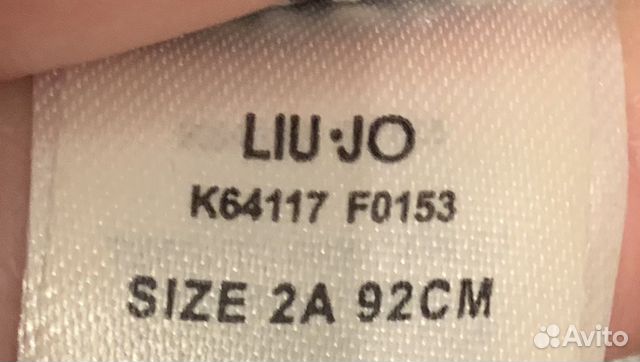 LIU·JO
K64117 F0153
SIZE 2A 92CM
Avito